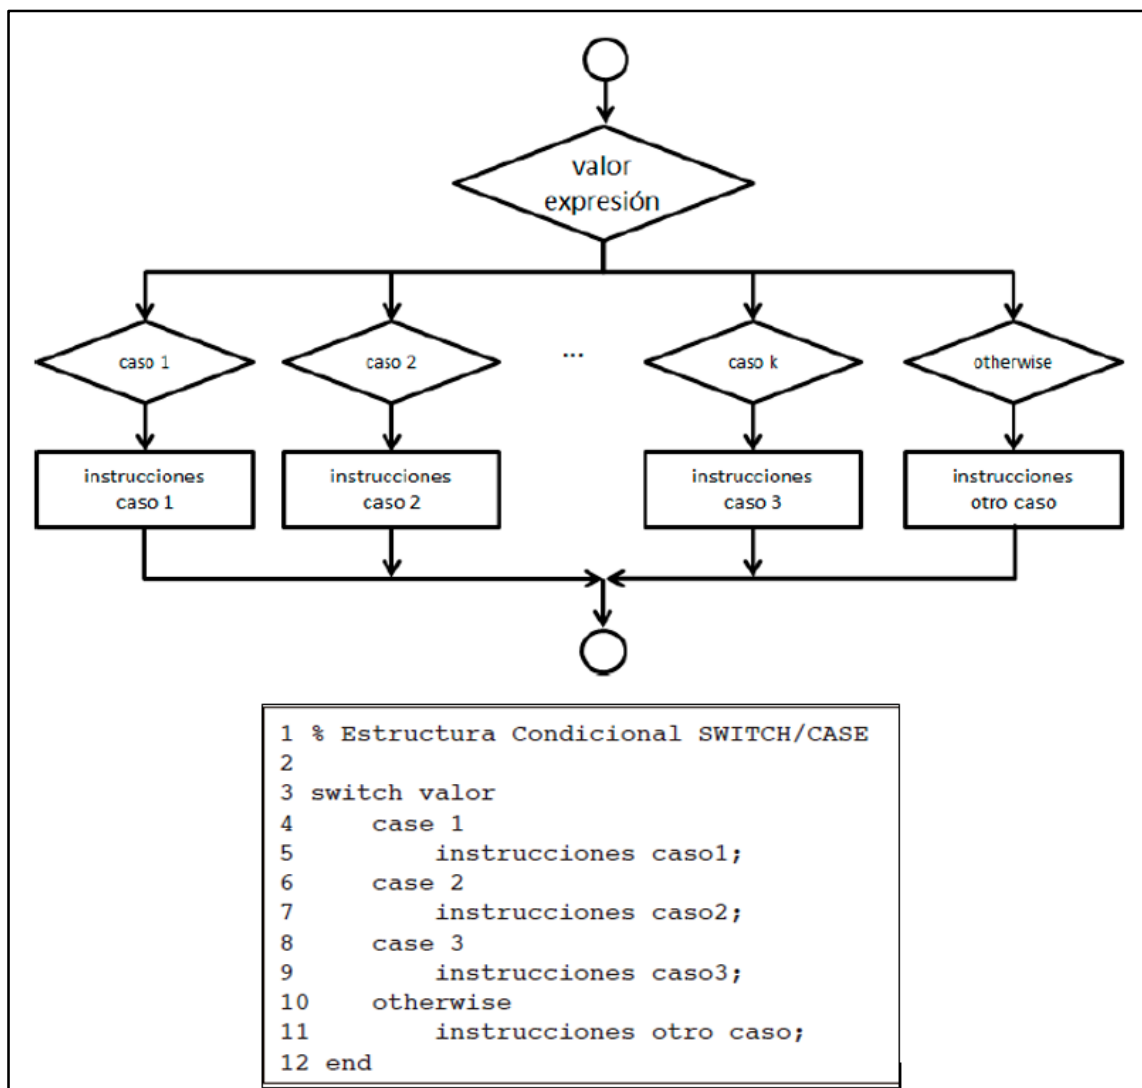 valor
expresión
caso 1
caso 2
...
caso k
otherwise
instrucciones
caso 1
instrucciones
caso 2
instrucciones
caso 3
instrucciones
otro caso
1 % Estructura Condicional SWITCH/CASE
2
3 switch valor
4     case 1
5         instrucciones caso1;
6     case 2
7         instrucciones caso2;
8     case 3
9         instrucciones caso3;
10    otherwise
11        instrucciones otro caso;
12 end